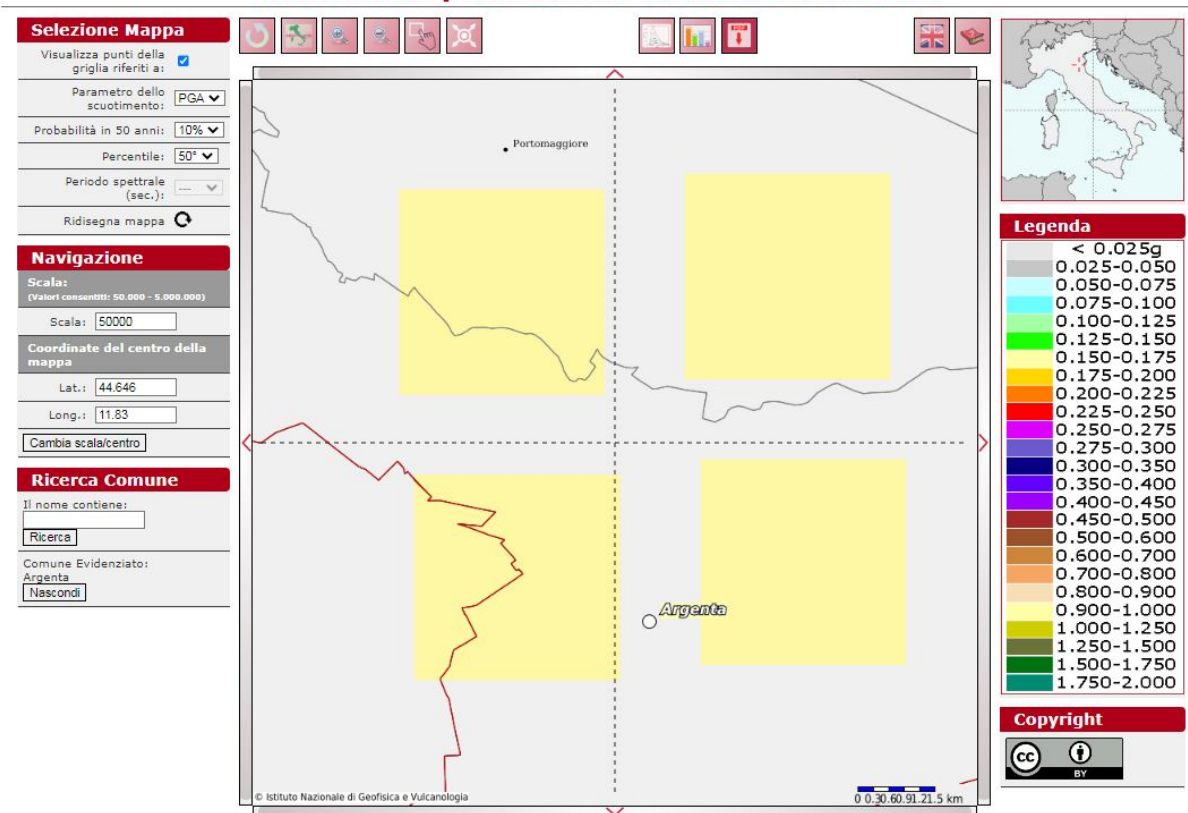 Selezione Mappa
Visualizza punti della
griglia riferiti a:
Parametro dello
scuotimento:
PGA
Probabilità in 50 anni:
10%
Percentile:
50°
Periodo spettrale
(sec.):
---
Ridisegna mappa
Navigazione
Scala:
(Valori consentiti: 50.000 - 5.000.000)
Scala: 50000
Coordinate del centro della
mappa
Lat.: 44.646
Long.: 11.83
Cambia scala/centro
Ricerca Comune
Il nome contiene:
Ricerca
Comune Evidenziato:
Argenta
Nascondi
Portomaggiore
Argenta
© Istituto Nazionale di Geofisica e Vulcanologia
0 0.30.60.91.21.5 km
Legenda
< 0.025g
0.025-0.050
0.050-0.075
0.075-0.100
0.100-0.125
0.125-0.150
0.150-0.175
0.175-0.200
0.200-0.225
0.225-0.250
0.250-0.275
0.275-0.300
0.300-0.350
0.350-0.400
0.400-0.450
0.450-0.500
0.500-0.600
0.600-0.700
0.700-0.800
0.800-0.900
0.900-1.000
1.000-1.250
1.250-1.500
1.500-1.750
1.750-2.000
Copyright
cc
BY